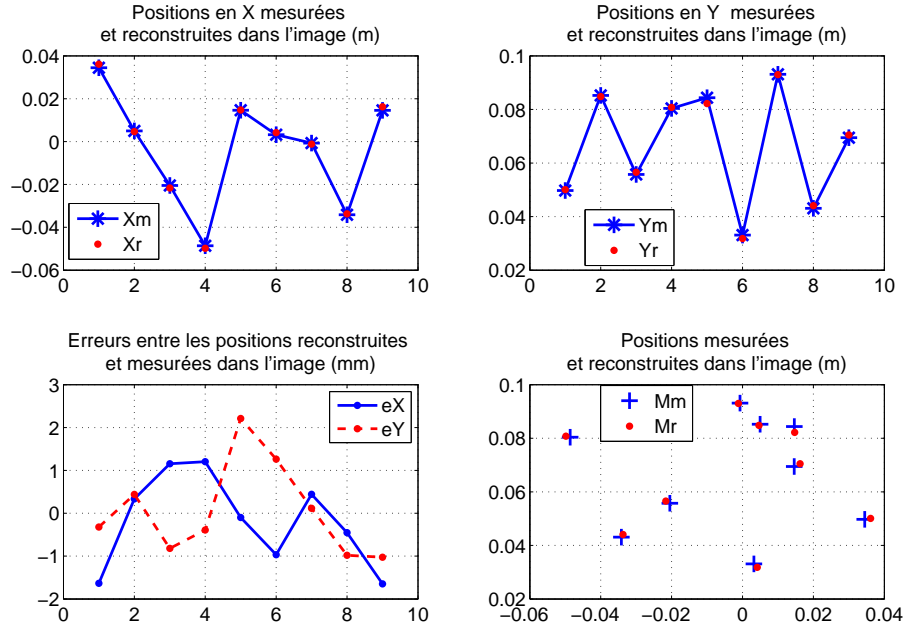 Positions en X mesurées
et reconstruites dans l'image (m)
0.04
0.02
0
−0.02
−0.04
−0.06
0 2 4 6 8 10
Xm
Xr
Positions en Y mesurées
et reconstruites dans l'image (m)
0.1
0.08
0.06
0.04
0.02
0 2 4 6 8 10
Ym
Yr
Erreurs entre les positions reconstruites
et mesurées dans l'image (mm)
3
2
1
0
−1
−2
0 2 4 6 8 10
eX
eY
Positions mesurées
et reconstruites dans l'image (m)
0.1
0.08
0.06
0.04
0.02
−0.06 −0.04 −0.02 0 0.02 0.04
Mm
Mr